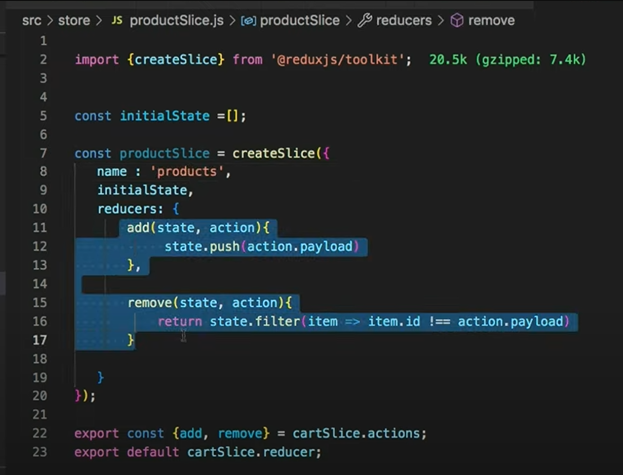 src > store > JS productSlice.js > productSlice > reducers > remove
1
2 import {createSlice} from '@reduxjs/toolkit'; 20.5k (gzipped: 7.4k)
3
4
5 const initialState =[];
6
7 const productSlice = createSlice({
8 name : 'products',
9 initialState,
10 reducers: {
11 add(state, action){
12 state.push(action.payload)
13 },
14
15 remove(state, action){
16 return state.filter(item => item.id !== action.payload)
17 }
18
19 }
20 });
21
22 export const {add, remove} = cartSlice.actions;
23 export default cartSlice.reducer;